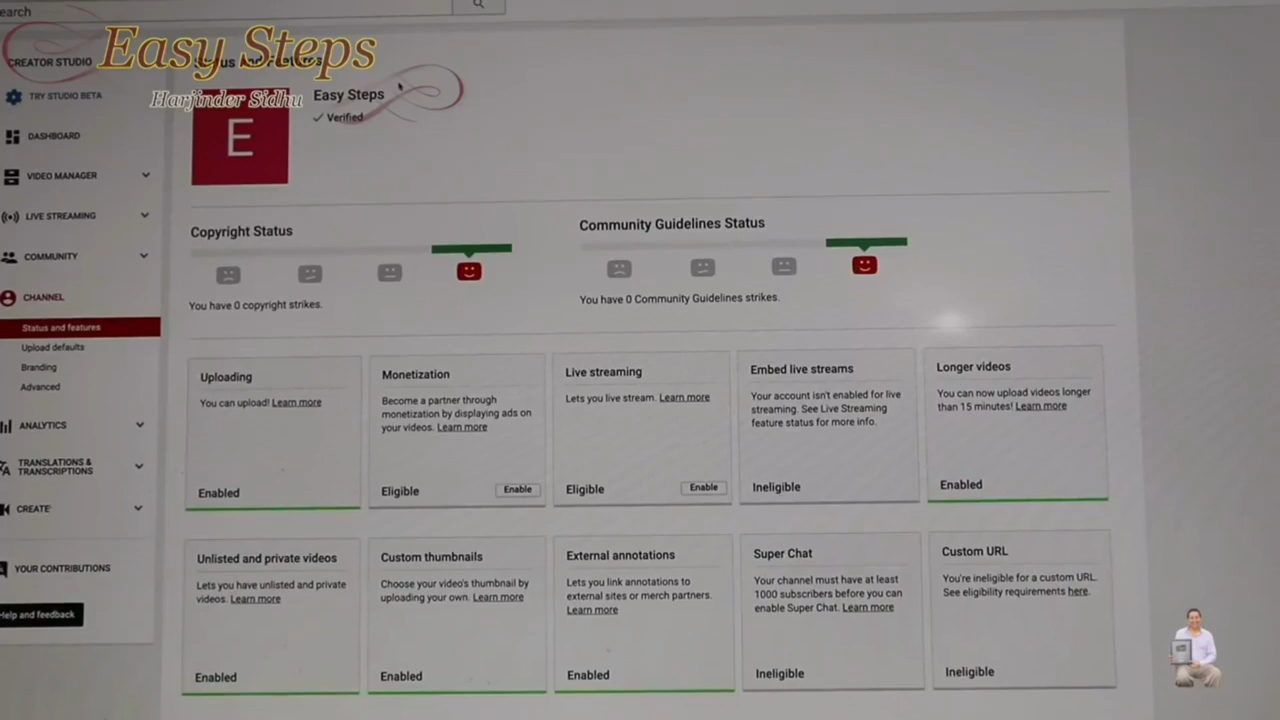 earch
Easy Steps
Harjinder Sidhu
CREATOR STUDIO
TRY STUDIO BETA
DASHBOARD
VIDEO MANAGER
LIVE STREAMING
COMMUNITY
CHANNEL
Status and features
Upload defaults
Branding
Advanced
ANALYTICS
TRANSLATIONS &
TRANSCRIPTIONS
CREATE
YOUR CONTRIBUTIONS
Help and feedback
Status and Features
E
Easy Steps
Verified
Copyright Status
You have 0 copyright strikes.
Community Guidelines Status
You have 0 Community Guidelines strikes.
Uploading
You can upload! Learn more
Enabled
Monetization
Become a partner through
monetization by displaying ads on
your videos. Learn more
Eligible Enable
Live streaming
Lets you live stream. Learn more
Eligible Enable
Embed live streams
Your account isn't enabled for live
streaming. See Live Streaming
feature status for more info.
Ineligible
Longer videos
You can now upload videos longer
than 15 minutes! Learn more
Enabled
Unlisted and private videos
Lets you have unlisted and private
videos. Learn more
Enabled
Custom thumbnails
Choose your video's thumbnail by
uploading your own. Learn more
Enabled
External annotations
Lets you link annotations to
external sites or merch partners.
Learn more
Enabled
Super Chat
Your channel must have at least
1000 subscribers before you can
enable Super Chat. Learn more
Ineligible
Custom URL
You're ineligible for a custom URL.
See eligibility requirements here.
Ineligible